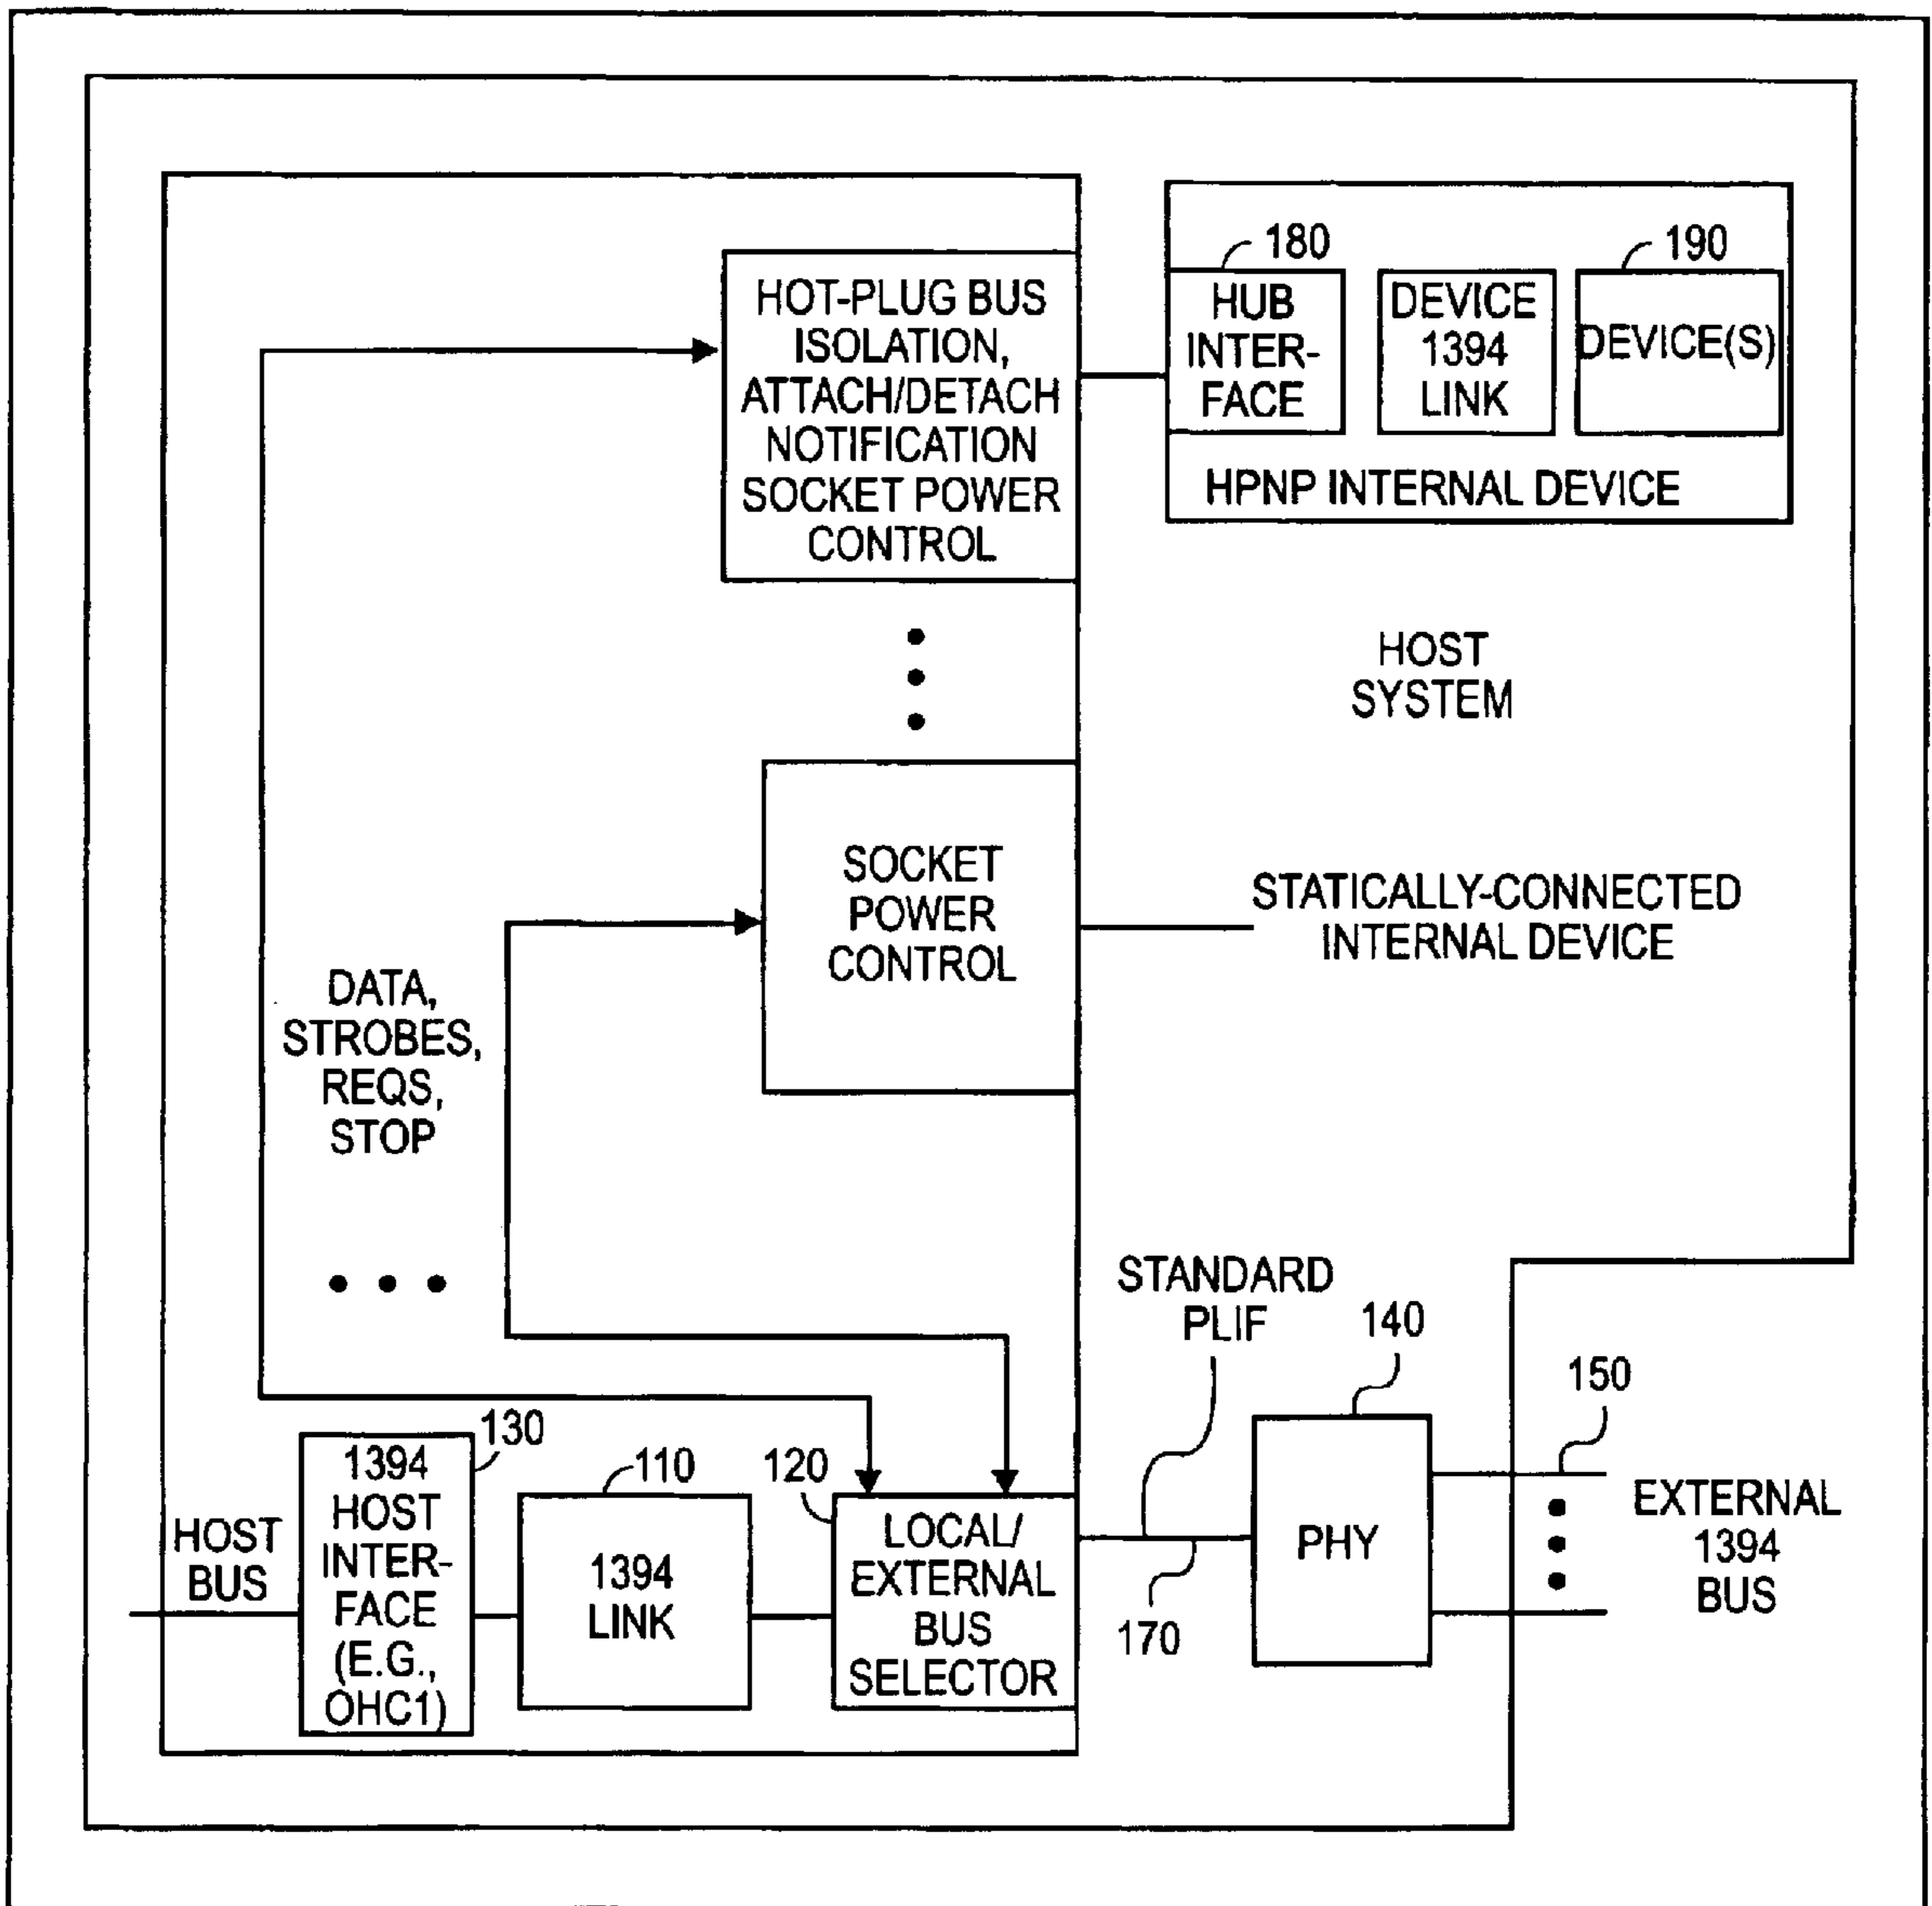 HOT-PLUG BUS
ISOLATION,
ATTACH/DETACH
NOTIFICATION
SOCKET POWER
CONTROL
180
HUB
INTER-
FACE
DEVICE
1394
LINK
190
DEVICE(S)
HPNP INTERNAL DEVICE
HOST
SYSTEM
SOCKET
POWER
CONTROL
STATICALLY-CONNECTED
INTERNAL DEVICE
DATA,
STROBES,
REQS,
STOP
STANDARD
PLIF
140
150
HOST
BUS
130
1394
HOST
INTER-
FACE
(E.G.,
OHC1)
110
1394
LINK
120
LOCAL/
EXTERNAL
BUS
SELECTOR
170
PHY
EXTERNAL
1394
BUS